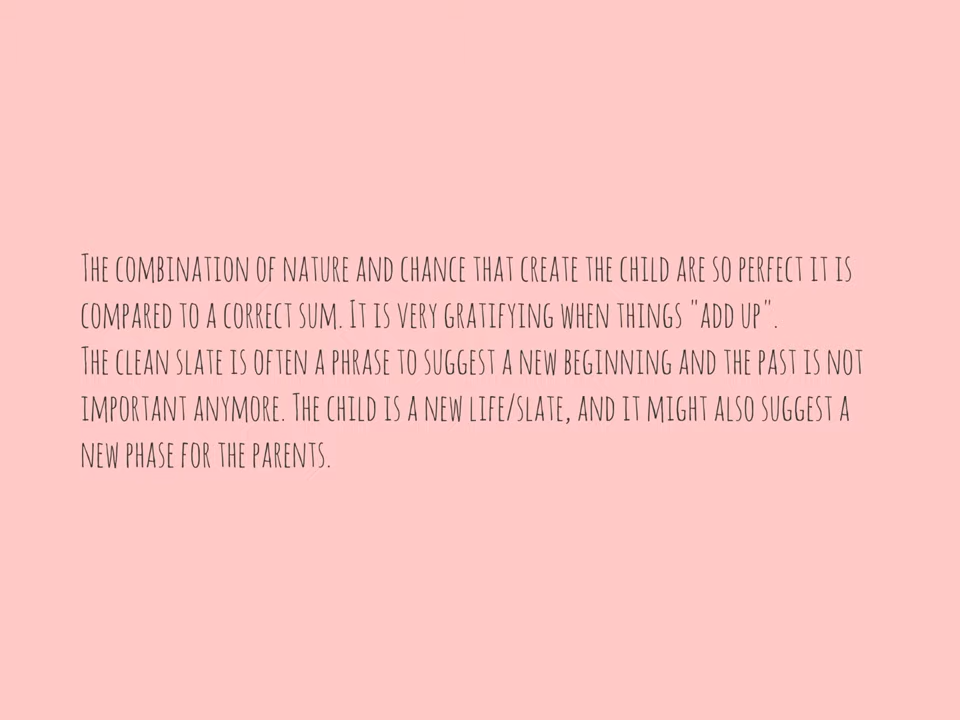 The combination of nature and chance that create the child are so perfect it is
compared to a correct sum. It is very gratifying when things "add up".
The clean slate is often a phrase to suggest a new beginning and the past is not
important anymore. The child is a new life/slate, and it might also suggest a
new phase for the parents.